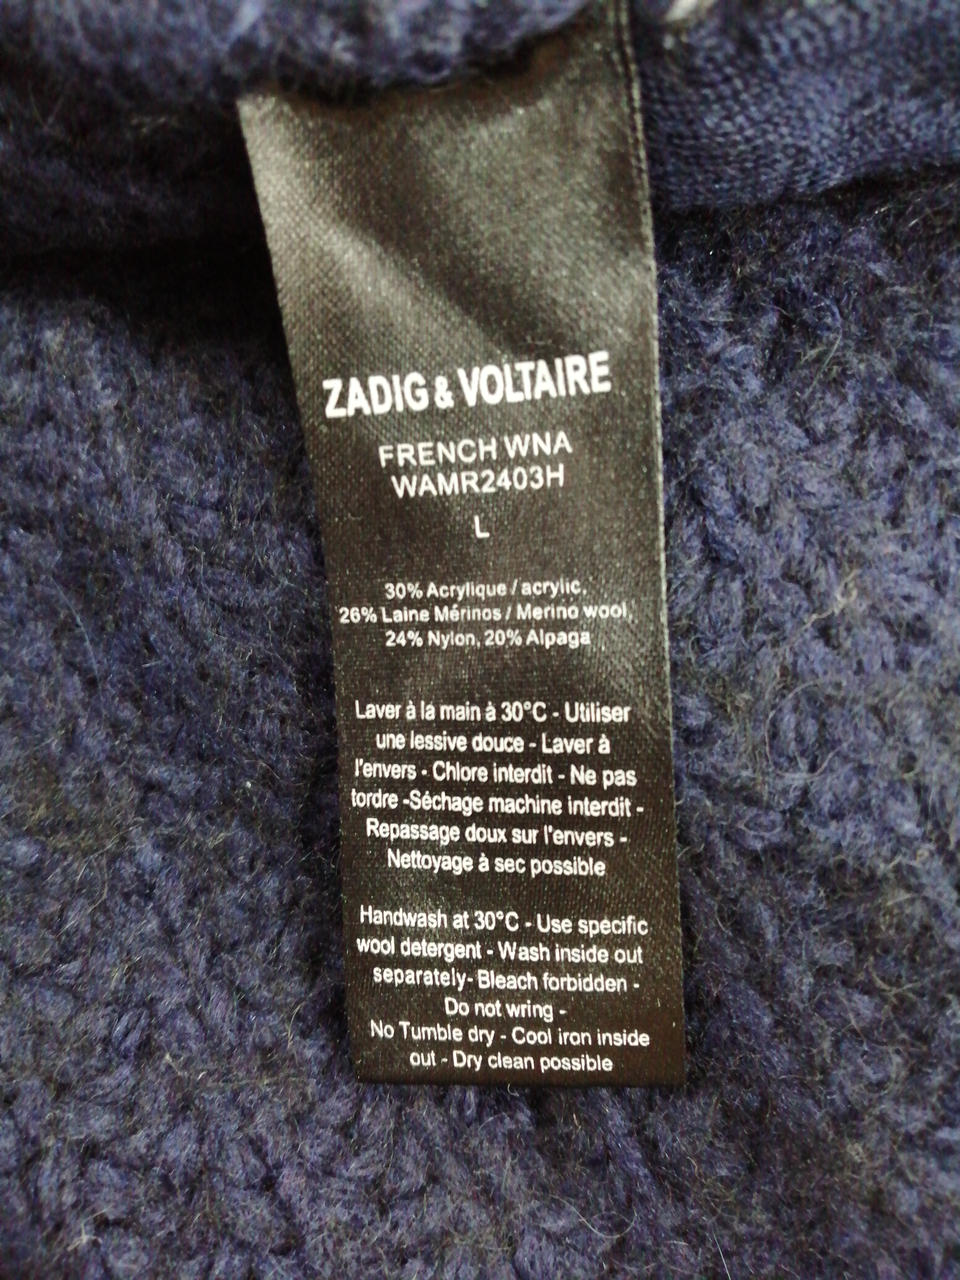 ZADIG & VOLTAIRE
FRENCH WNA
WAMR2403H
L
30% Acrylique / acrylic,
26% Laine Mérinos / Merino wool,
24% Nylon, 20% Alpaga
Laver à la main à 30°C - Utiliser
une lessive douce - Laver à
l'envers - Chlore interdit - Ne pas
tordre -Séchage machine interdit -
Repassage doux sur l'envers -
Nettoyage à sec possible
Handwash at 30°C - Use specific
wool detergent - Wash inside out
separately- Bleach forbidden -
Do not wring -
No Tumble dry - Cool iron inside
out - Dry clean possible